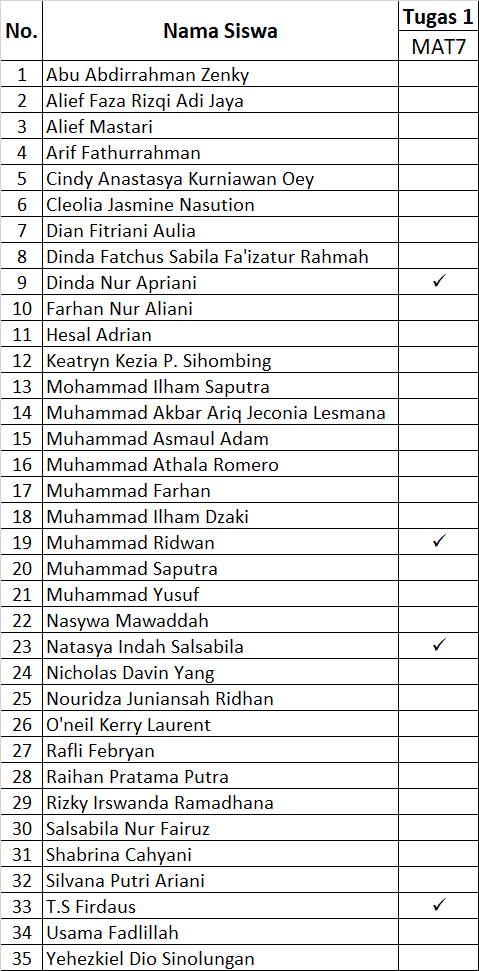 No. Nama Siswa Tugas 1
MAT7
1 Abu Abdirrahman Zenky
2 Alief Faza Rizqi Adi Jaya
3 Alief Mastari
4 Arif Fathurrahman
5 Cindy Anastasya Kurniawan Oey
6 Cleolia Jasmine Nasution
7 Dian Fitriani Aulia
8 Dinda Fatchus Sabila Fa'izatur Rahmah
9 Dinda Nur Apriani ✓
10 Farhan Nur Aliani
11 Hesal Adrian
12 Keatryn Kezia P. Sihombing
13 Mohammad Ilham Saputra
14 Muhammad Akbar Ariq Jeconia Lesmana
15 Muhammad Asmaul Adam
16 Muhammad Athala Romero
17 Muhammad Farhan
18 Muhammad Ilham Dzaki
19 Muhammad Ridwan ✓
20 Muhammad Saputra
21 Muhammad Yusuf
22 Nasywa Mawaddah
23 Natasya Indah Salsabila ✓
24 Nicholas Davin Yang
25 Nouridza Juniansah Ridhan
26 O'neil Kerry Laurent
27 Rafli Febryan
28 Raihan Pratama Putra
29 Rizky Irswanda Ramadhana
30 Salsabila Nur Fairuz
31 Shabrina Cahyani
32 Silvana Putri Ariani
33 T.S Firdaus ✓
34 Usama Fadlillah
35 Yehezkiel Dio Sinolungan